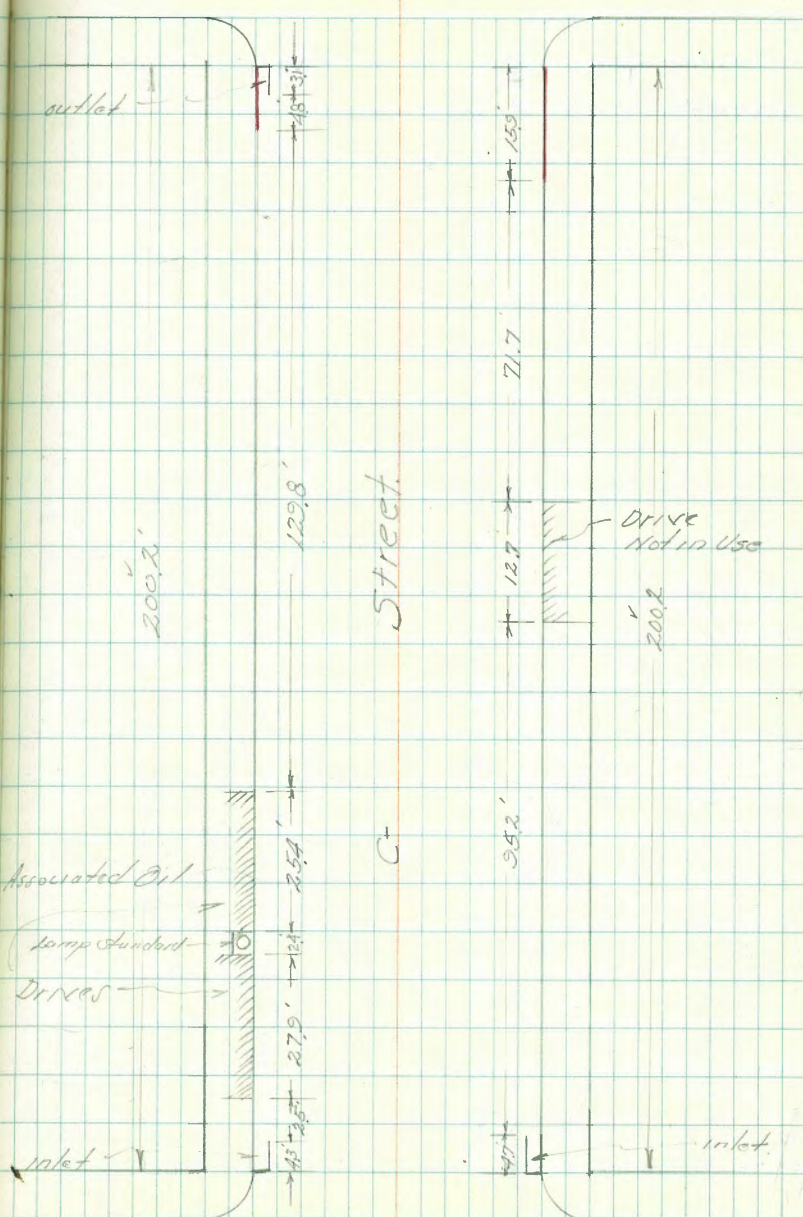 outlet
3.1
4.8
15.9'
71.7
129.8'
200.2'
C Street
12.7
Drive
Not in Use
200.2
Associated Oil
Lamp Standard
Drives
25.4'
2.4
27.9'
2.5
4.3
95.2'
4.7
inlet
inlet